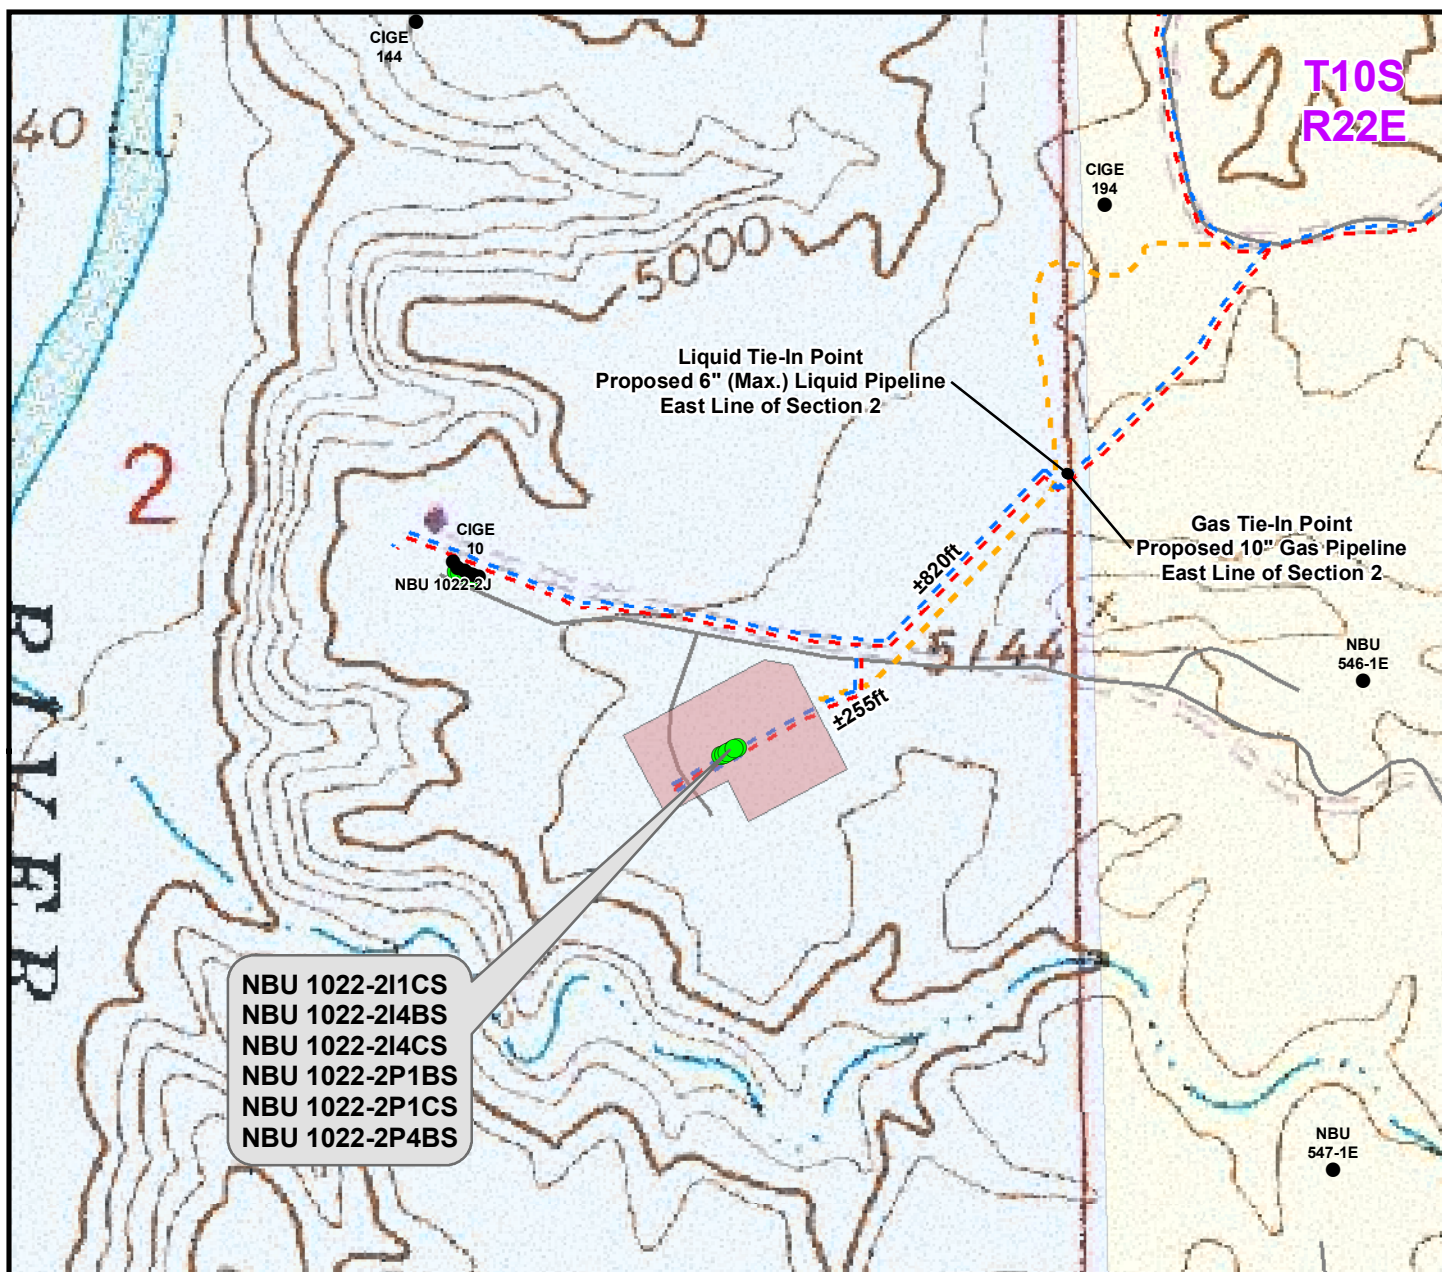 CIGE
144
T10S
R22E
40
CIGE
194
5000
Liquid Tie-In Point
Proposed 6" (Max.) Liquid Pipeline
East Line of Section 2
2
CIGE
10
NBU 1022-2J
Gas Tie-In Point
Proposed 10" Gas Pipeline
East Line of Section 2
±820ft
5144
NBU
546-1E
±255ft
RIVER
NBU 1022-2I1CS
NBU 1022-2I4BS
NBU 1022-2I4CS
NBU 1022-2P1BS
NBU 1022-2P1CS
NBU 1022-2P4BS
NBU
547-1E